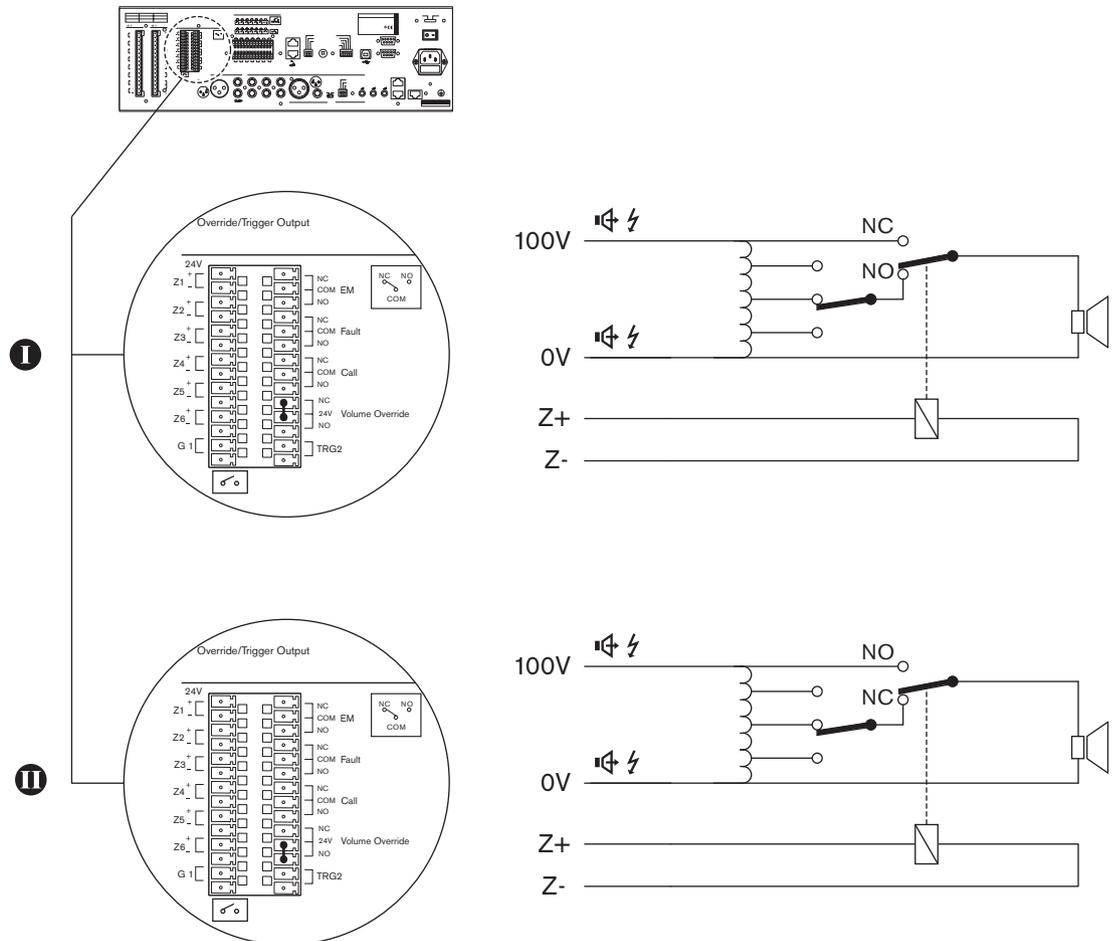 I
Override/Trigger Output
24V
Z1 + -
Z2 + -
Z3 + -
Z4 + -
Z5 + -
Z6 + -
G 1
NC
COM EM
NO
NC
COM Fault
NO
NC
COM Call
NO
NC
24V Volume Override
NO
TRG2
NC NO
COM
100V
NC
NO
0V
Z+
Z-
II
Override/Trigger Output
24V
Z1 + -
Z2 + -
Z3 + -
Z4 + -
Z5 + -
Z6 + -
G 1
NC
COM EM
NO
NC
COM Fault
NO
NC
COM Call
NO
NC
24V Volume Override
NO
TRG2
NC NO
COM
100V
NO
NC
0V
Z+
Z-